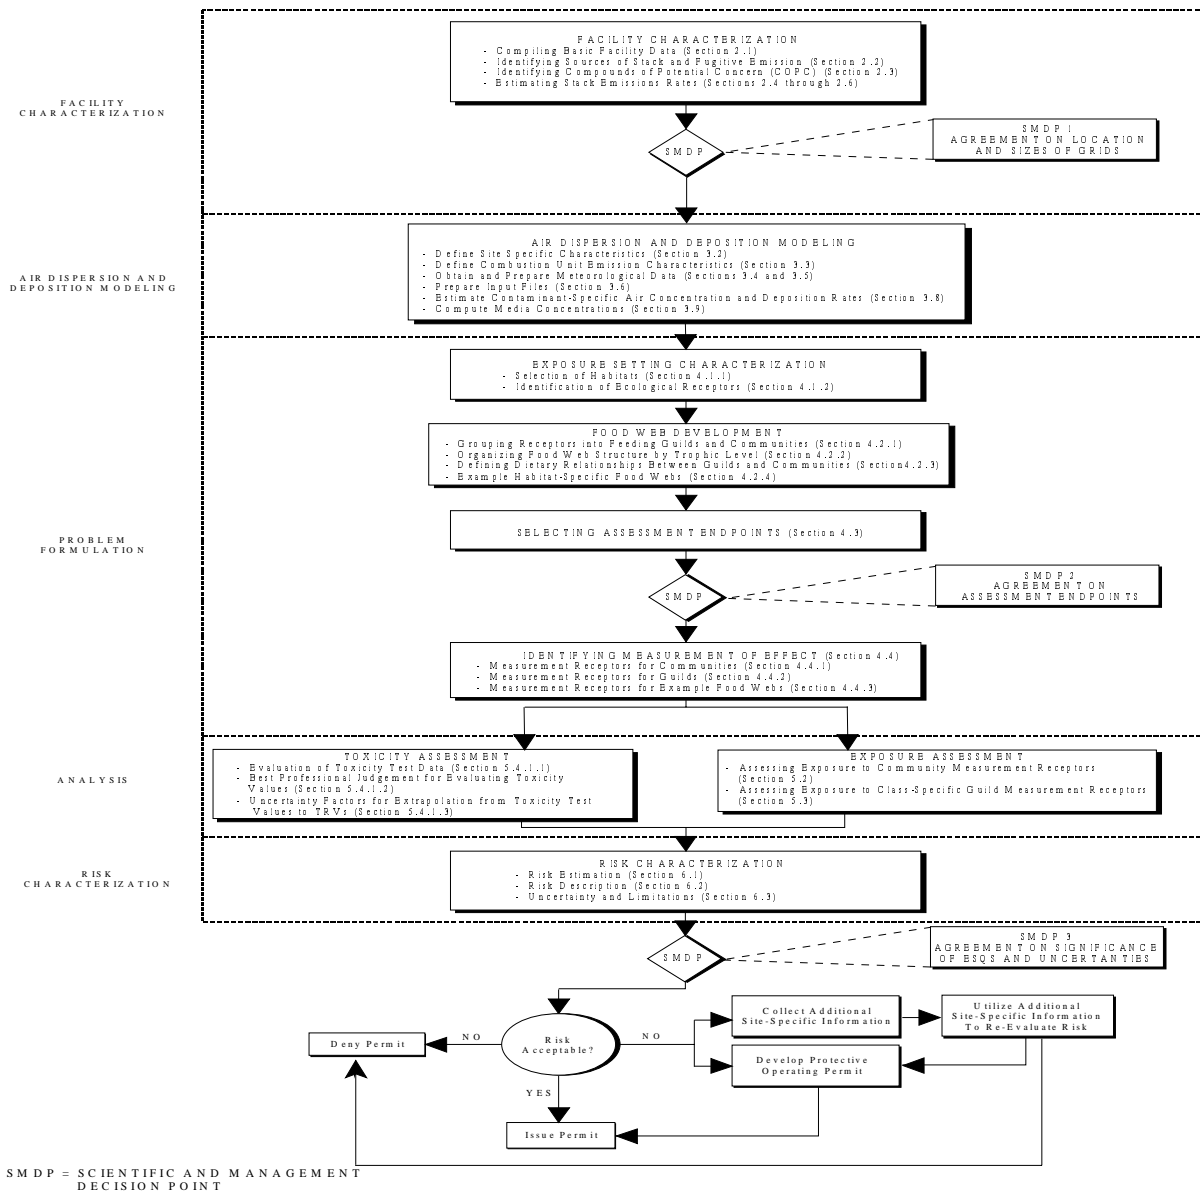 FACILITY CHARACTERIZATION
- Compiling Basic Facility Data (Section 2.1)
- Identifying Sources of Stack and Fugitive Emission (Section 2.2)
- Identifying Compounds of Potential Concern (COPC) (Section 2.3)
- Estimating Stack Emissions Rates (Sections 2.4 through 2.6)
FACILITY
CHARACTERIZATION
SMDP
SMDP 1
AGREEMENT ON LOCATION
AND SIZES OF GRIDS
AIR DISPERSION AND
DEPOSITION MODELING
AIR DISPERSION AND DEPOSITION MODELING
- Define Site Specific Characteristics (Section 3.2)
- Define Combustion Unit Emission Characteristics (Section 3.3)
- Obtain and Prepare Meteorological Data (Sections 3.4 and 3.5)
- Prepare Input Files (Section 3.6)
- Estimate Contaminant-Specific Air Concentration and Deposition Rates (Section 3.8)
- Compute Media Concentrations (Section 3.9)
EXPOSURE SETTING CHARACTERIZATION
- Selection of Habitats (Section 4.1.1)
- Identification of Ecological Receptors (Section 4.1.2)
FOOD WEB DEVELOPMENT
- Grouping Receptors into Feeding Guilds and Communities (Section 4.2.1)
- Organizing Food Web Structure by Trophic Level (Section 4.2.2)
- Defining Dietary Relationships Between Guilds and Communities (Section4.2.3)
- Example Habitat-Specific Food Webs (Section 4.2.4)
PROBLEM
FORMULATION
SELECTING ASSESSMENT ENDPOINTS (Section 4.3)
SMDP
SMDP 2
AGREEMENT ON
ASSESSMENT ENDPOINTS
IDENTIFYING MEASUREMENT OF EFFECT (Section 4.4)
- Measurement Receptors for Communities (Section 4.4.1)
- Measurement Receptors for Guilds (Section 4.4.2)
- Measurement Receptors for Example Food Webs (Section 4.4.3)
ANALYSIS
TOXICITY ASSESSMENT
- Evaluation of Toxicity Test Data (Section 5.4.1.1)
- Best Professional Judgement for Evaluating Toxicity
Values (Section 5.4.1.2)
- Uncertainty Factors for Extrapolation from Toxicity Test
Values to TRVs (Section 5.4.1.3)
EXPOSURE ASSESSMENT
- Assessing Exposure to Community Measurement Receptors
(Section 5.2)
- Assessing Exposure to Class-Specific Guild Measurement Receptors
(Section 5.3)
RISK
CHARACTERIZATION
RISK CHARACTERIZATION
- Risk Estimation (Section 6.1)
- Risk Description (Section 6.2)
- Uncertainty and Limitations (Section 6.3)
SMDP
SMDP 3
AGREEMENT ON SIGNIFICANCE
OF ESQS AND UNCERTANTIES
Deny Permit
NO
Risk
Acceptable?
NO
Collect Additional
Site-Specific Information
Utilize Additional
Site-Specific Information
To Re-Evaluate Risk
Develop Protective
Operating Permit
YES
Issue Permit
SMDP = SCIENTIFIC AND MANAGEMENT
DECISION POINT